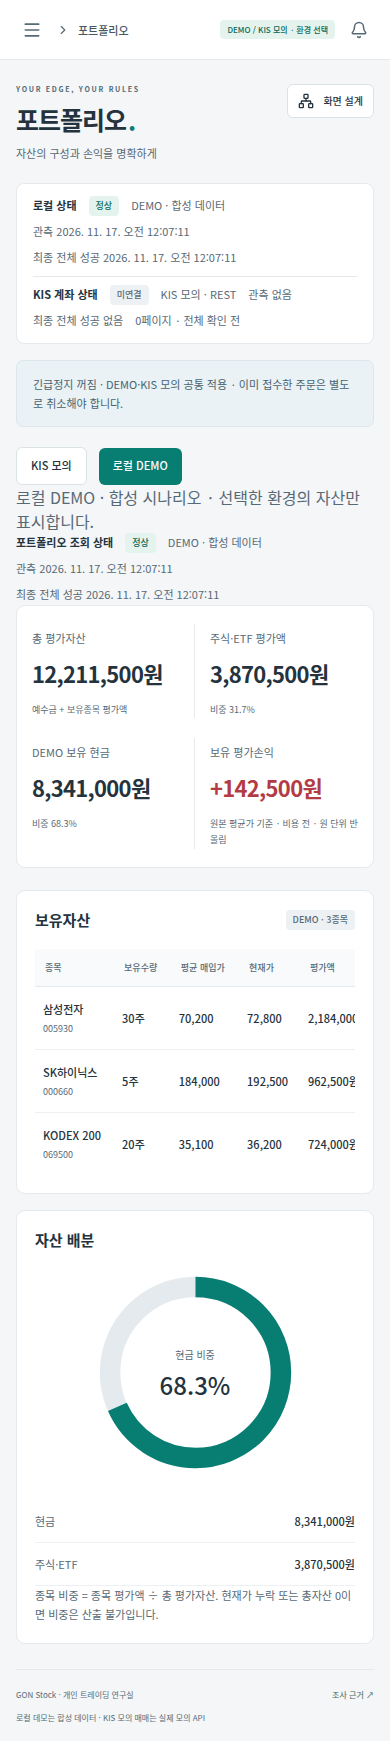 포트폴리오
DEMO / KIS 모의 · 환경 선택
YOUR EDGE, YOUR RULES
포트폴리오.
화면 설계
자산의 구성과 손익을 명확하게
로컬 상태 정상 DEMO · 합성 데이터
관측 2026. 11. 17. 오전 12:07:11
최종 전체 성공 2026. 11. 17. 오전 12:07:11
KIS 계좌 상태 미연결 KIS 모의 · REST 관측 없음
최종 전체 성공 없음 0페이지 · 전체 확인 전
긴급정지 꺼짐 · DEMO·KIS 모의 공통 적용 · 이미 접수한 주문은 별도
로 취소해야 합니다.
KIS 모의 로컬 DEMO
로컬 DEMO · 합성 시나리오 · 선택한 환경의 자산만
표시합니다.
포트폴리오 조회 상태 정상 DEMO · 합성 데이터
관측 2026. 11. 17. 오전 12:07:11
최종 전체 성공 2026. 11. 17. 오전 12:07:11
총 평가자산
12,211,500원
예수금 + 보유종목 평가액
주식·ETF 평가액
3,870,500원
비중 31.7%
DEMO 보유 현금
8,341,000원
비중 68.3%
보유 평가손익
+142,500원
원본 평균가 기준 · 비용 전 · 원 단위 반
올림
보유자산
DEMO · 3종목
종목 보유수량 평균 매입가 현재가 평가액
삼성전자
005930
30주 70,200 72,800 2,184,000
SK하이닉스
000660
5주 184,000 192,500 962,500원
KODEX 200
069500
20주 35,100 36,200 724,000원
자산 배분
현금 비중
68.3%
현금 8,341,000원
주식·ETF 3,870,500원
종목 비중 = 종목 평가액 ÷ 총 평가자산. 현재가 누락 또는 총자산 0이
면 비중은 산출 불가입니다.
GON Stock · 개인 트레이딩 연구실
조사 근거 ↗
로컬 데모는 합성 데이터 · KIS 모의 매매는 실제 모의 API